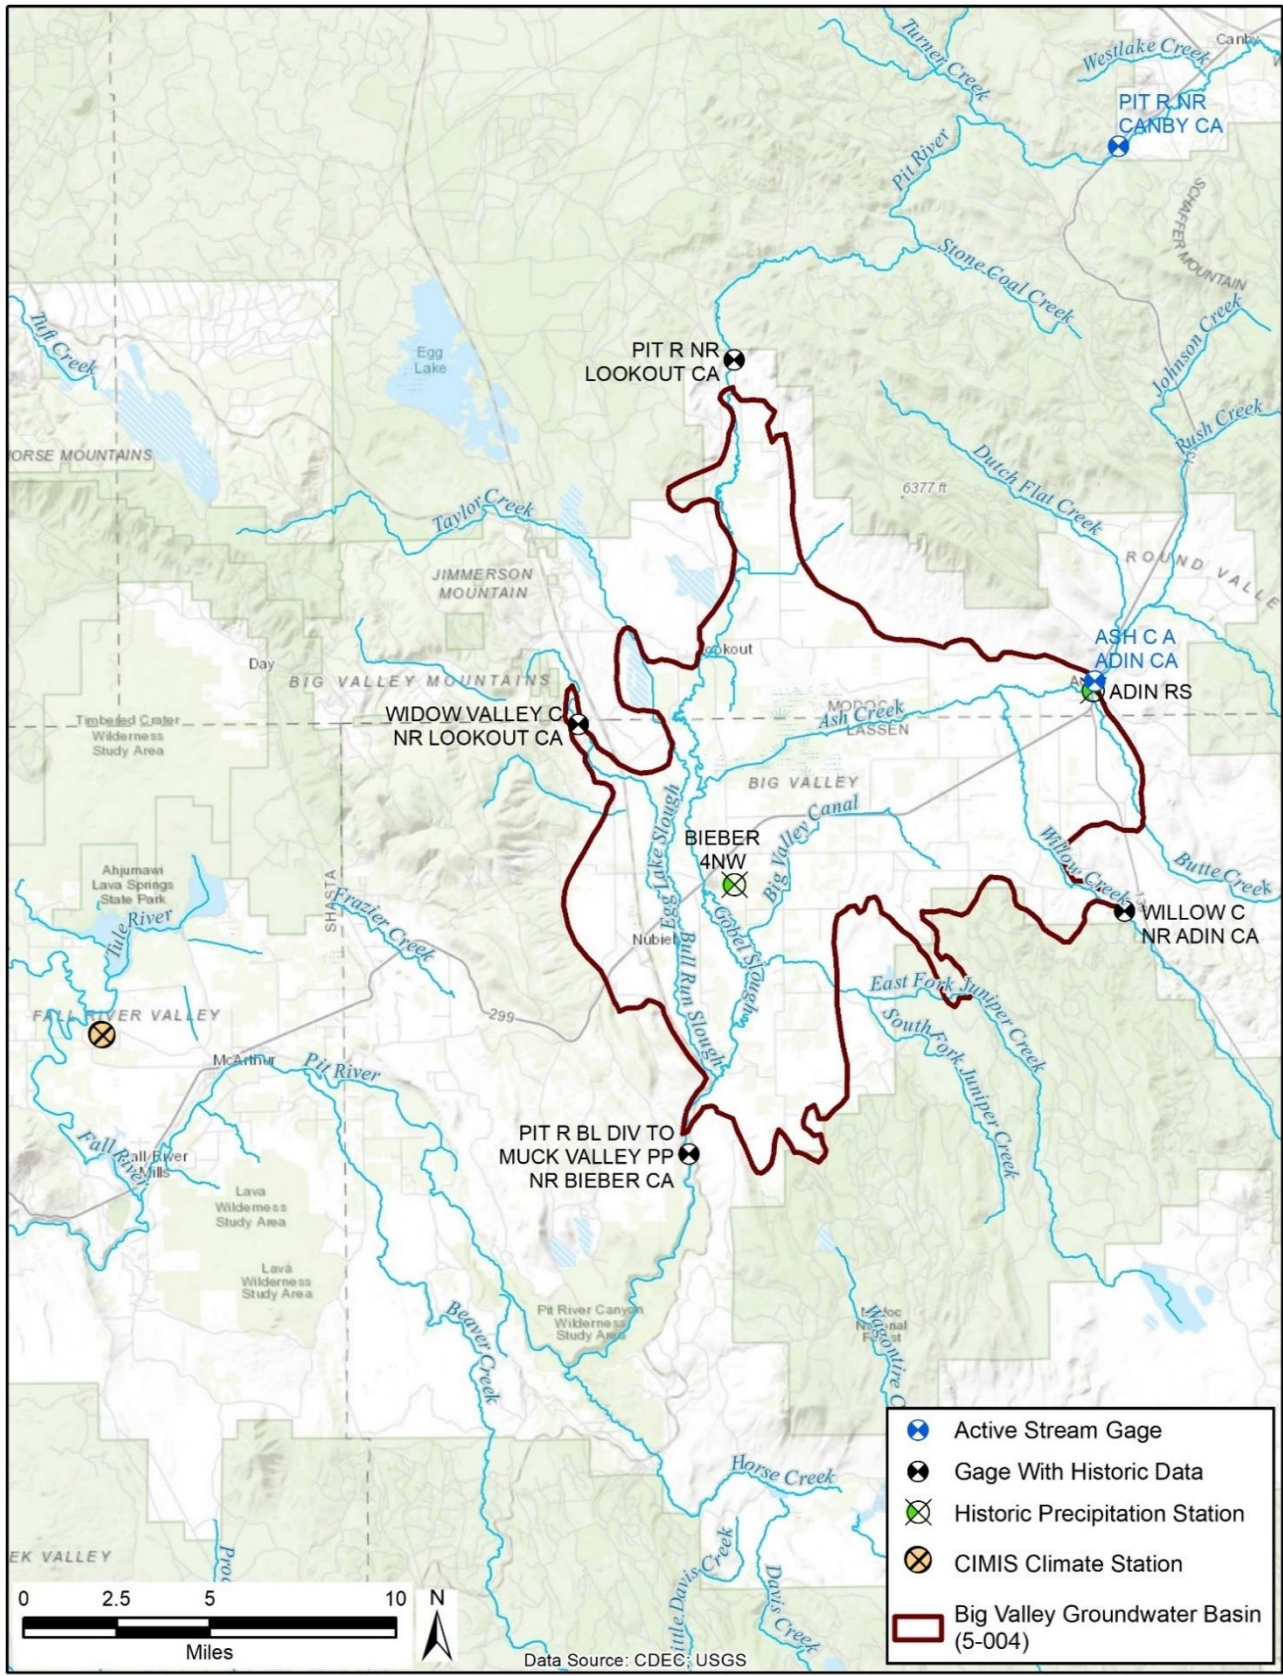 Turner Creek
Westlake Creek
Canby
PIT R NR
CANBY CA
Pit River
SCHAFFER MOUNTAIN
Stone Coal Creek
Tuft Creek
Egg
Lake
PIT R NR
LOOKOUT CA
Johnson Creek
Rush Creek
ORSE MOUNTAINS
Dutch Flat Creek
6377 ft
Taylor Creek
ROUND VALLE
JIMMERSON
MOUNTAIN
ASH C A
ADIN CA
ookout
Day
BIG VALLEY MOUNTAINS
ADIN RS
WIDOW VALLEY C
NR LOOKOUT CA
MODOC
LASSEN
Ash Creek
Timbered Crater
Wilderness
Study Area
BIG VALLEY
Egg Lake Slough
Big Valley Canal
BIEBER
4NW
Willow Creek
Butte Creek
Ahjumawi
Lava Springs
State Park
SHASTA
Tule River
Frazier Creek
Gobel Slough
WILLOW C
NR ADIN CA
Nubie
Bull Run Slough
East Fork Juniper Creek
FALL RIVER VALLEY
299
South Fork Juniper Creek
McArthur
Pit River
PIT R BL DIV TO
MUCK VALLEY PP
NR BIEBER CA
Fall River
all River
Mills
Lava
Wilderness
Study Area
Lava
Wilderness
Study Area
Beaver Creek
Pit River Canyon
Wilderness
Study Area
Wagontire C
Horse Creek
Active Stream Gage
Gage With Historic Data
Historic Precipitation Station
CIMIS Climate Station
Big Valley Groundwater Basin
(5-004)
EK VALLEY
ittle Davis Creek
Davis Creek
0 2.5 5 10
Miles
N
Data Source: CDEC; USGS